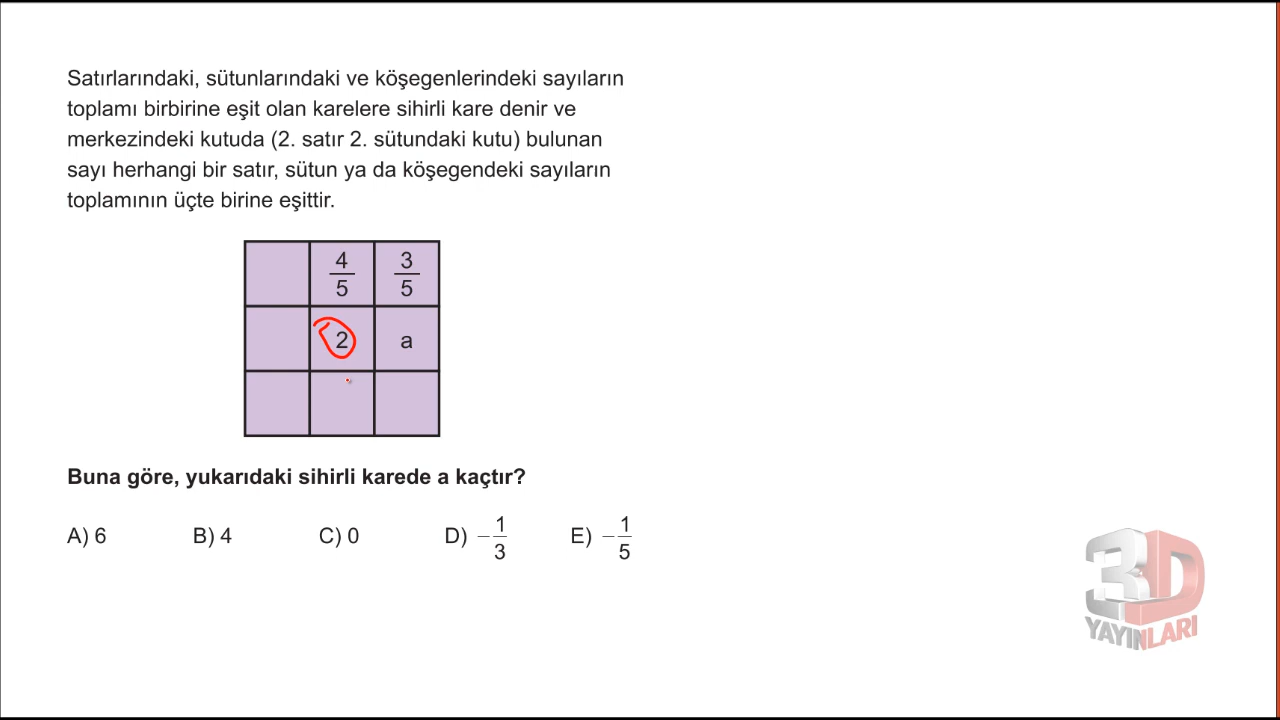 Satırlarındaki, sütunlarındaki ve köşegenlerindeki sayıların
toplamı birbirine eşit olan karelere sihirli kare denir ve
merkezindeki kutuda (2. satır 2. sütundaki kutu) bulunan
sayı herhangi bir satır, sütun ya da köşegendeki sayıların
toplamının üçte birine eşittir.
4/5 3/5
2 a
Buna göre, yukarıdaki sihirli karede a kaçtır?
A) 6 B) 4 C) 0 D) −1/3 E) −1/5
3D
YAYINLARI